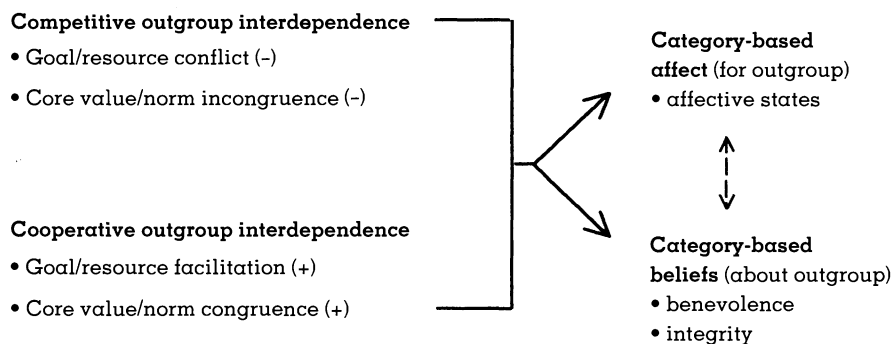 Competitive outgroup interdependence
• Goal/resource conflict (–)
• Core value/norm incongruence (–)
Cooperative outgroup interdependence
• Goal/resource facilitation (+)
• Core value/norm congruence (+)
Category-based
affect (for outgroup)
• affective states
Category-based
beliefs (about outgroup)
• benevolence
• integrity